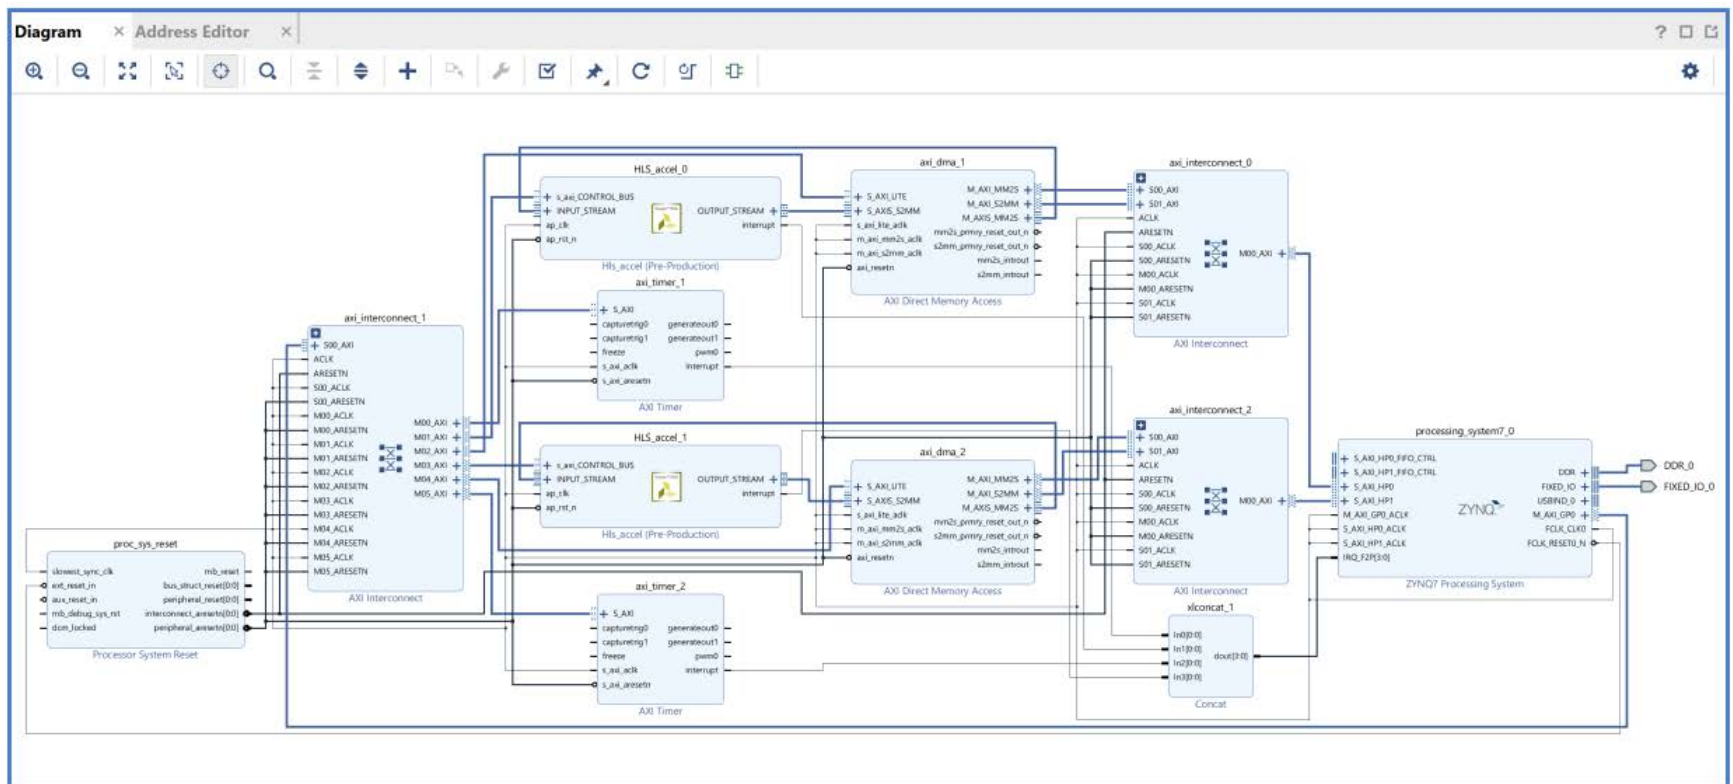 Diagram
Address Editor
HLS_accel_0
s_axi_CONTROL_BUS
INPUT_STREAM
ap_clk
ap_rst_n
OUTPUT_STREAM
interrupt
Hls_accel (Pre-Production)
axi_timer_1
S_AXI
capturetrig0
capturetrig1
freeze
s_axi_aclk
s_axi_aresetn
generateout0
generateout1
pwm0
interrupt
AXI Timer
axi_dma_1
S_AXI_LITE
S_AXIS_S2MM
s_axi_lite_aclk
m_axi_mm2s_aclk
m_axi_s2mm_aclk
axi_resetn
M_AXI_MM2S
M_AXI_S2MM
M_AXIS_MM2S
mm2s_prmry_reset_out_n
s2mm_prmry_reset_out_n
mm2s_introut
s2mm_introut
AXI Direct Memory Access
axi_interconnect_0
S00_AXI
S01_AXI
ACLK
ARESETN
S00_ACLK
S00_ARESETN
M00_ACLK
M00_ARESETN
S01_ACLK
S01_ARESETN
M00_AXI
AXI Interconnect
axi_interconnect_1
S00_AXI
ACLK
ARESETN
S00_ACLK
S00_ARESETN
M00_ACLK
M00_ARESETN
M01_ACLK
M01_ARESETN
M02_ACLK
M02_ARESETN
M03_ACLK
M03_ARESETN
M04_ACLK
M04_ARESETN
M05_ACLK
M05_ARESETN
M00_AXI
M01_AXI
M02_AXI
M03_AXI
M04_AXI
M05_AXI
AXI Interconnect
HLS_accel_1
s_axi_CONTROL_BUS
INPUT_STREAM
ap_clk
ap_rst_n
OUTPUT_STREAM
interrupt
Hls_accel (Pre-Production)
axi_dma_2
S_AXI_LITE
S_AXIS_S2MM
s_axi_lite_aclk
m_axi_mm2s_aclk
m_axi_s2mm_aclk
axi_resetn
M_AXI_MM2S
M_AXI_S2MM
M_AXIS_MM2S
mm2s_prmry_reset_out_n
s2mm_prmry_reset_out_n
mm2s_introut
s2mm_introut
AXI Direct Memory Access
axi_interconnect_2
S00_AXI
S01_AXI
ACLK
ARESETN
S00_ACLK
S00_ARESETN
M00_ACLK
M00_ARESETN
S01_ACLK
S01_ARESETN
M00_AXI
AXI Interconnect
processing_system7_0
S_AXI_HP0_FIFO_CTRL
S_AXI_HP1_FIFO_CTRL
S_AXI_HP0
S_AXI_HP1
M_AXI_GP0_ACLK
S_AXI_HP0_ACLK
S_AXI_HP1_ACLK
IRQ_F2P[3:0]
ZYNQ
DDR
FIXED_IO
USBIND_0
M_AXI_GP0
FCLK_CLK0
FCLK_RESET0_N
ZYNQ7 Processing System
DDR_0
FIXED_IO_0
proc_sys_reset
slowest_sync_clk
ext_reset_in
aux_reset_in
mb_debug_sys_rst
dcm_locked
mb_reset
bus_struct_reset[0:0]
peripheral_reset[0:0]
interconnect_aresetn[0:0]
peripheral_aresetn[0:0]
Processor System Reset
axi_timer_2
S_AXI
capturetrig0
capturetrig1
freeze
s_axi_aclk
s_axi_aresetn
generateout0
generateout1
pwm0
interrupt
AXI Timer
xlconcat_1
In0[0:0]
In1[0:0]
In2[0:0]
In3[0:0]
dout[3:0]
Concat